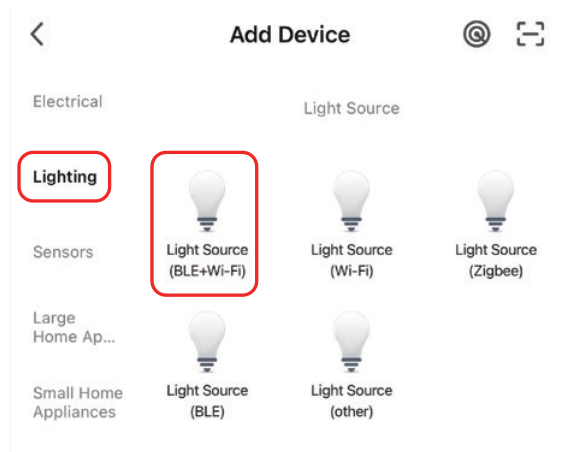 Add Device
Electrical
Light Source
Lighting
Light Source
(BLE+Wi-Fi)
Light Source
(Wi-Fi)
Light Source
(Zigbee)
Sensors
Large
Home Ap...
Small Home
Appliances
Light Source
(BLE)
Light Source
(other)